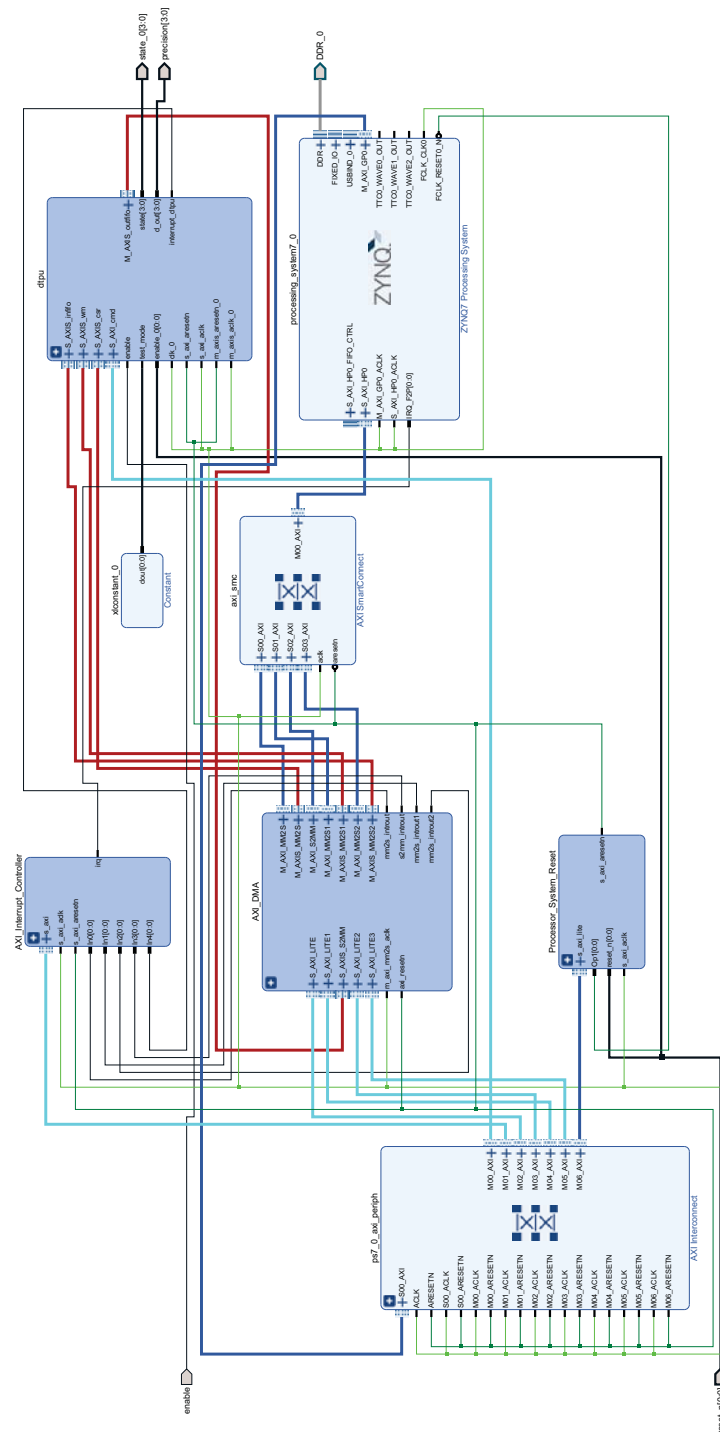 state_0[3:0]
precision[3:0]
DDR_0
dtpu
S_AXIS_infifo
S_AXIS_wm
S_AXIS_csr
S_AXI_cmd
enable
test_mode
enable_0[0:0]
clk_0
s_axi_aresetn
s_axi_aclk
m_axis_aresetn_0
m_axis_aclk_0
M_AXIS_outfifo
state[3:0]
d_out[3:0]
interrupt_dtpu
processing_system7_0
S_AXI_HP0_FIFO_CTRL
S_AXI_HP0
M_AXI_GP0_ACLK
S_AXI_HP0_ACLK
IRQ_F2P[0:0]
ZYNQ
DDR
FIXED_IO
USBIND_0
M_AXI_GP0
TTC0_WAVE0_OUT
TTC0_WAVE1_OUT
TTC0_WAVE2_OUT
FCLK_CLK0
FCLK_RESET0_N
ZYNQ7 Processing System
xlconstant_0
dout[0:0]
Constant
axi_smc
S00_AXI
S01_AXI
S02_AXI
S03_AXI
aclk
aresetn
M00_AXI
AXI SmartConnect
AXI_Interrupt_Controller
s_axi
s_axi_aclk
s_axi_aresetn
In0[0:0]
In1[0:0]
In2[0:0]
In3[0:0]
In4[0:0]
irq
AXI_DMA
S_AXI_LITE
S_AXI_LITE1
S_AXIS_S2MM
S_AXI_LITE2
S_AXI_LITE3
m_axi_mm2s_aclk
axi_resetn
M_AXI_MM2S
M_AXIS_MM2S
M_AXI_S2MM
M_AXI_MM2S1
M_AXIS_MM2S1
M_AXI_MM2S2
M_AXIS_MM2S2
mm2s_introut
s2mm_introut
mm2s_introut1
mm2s_introut2
Processor_System_Reset
s_axi_lite
Op1[0:0]
reset_n[0:0]
s_axi_aclk
s_axi_aresetn
ps7_0_axi_periph
S00_AXI
ACLK
ARESETN
S00_ACLK
S00_ARESETN
M00_ACLK
M00_ARESETN
M01_ACLK
M01_ARESETN
M02_ACLK
M02_ARESETN
M03_ACLK
M03_ARESETN
M04_ACLK
M04_ARESETN
M05_ACLK
M05_ARESETN
M06_ACLK
M06_ARESETN
M00_AXI
M01_AXI
M02_AXI
M03_AXI
M04_AXI
M05_AXI
M06_AXI
AXI Interconnect
enable